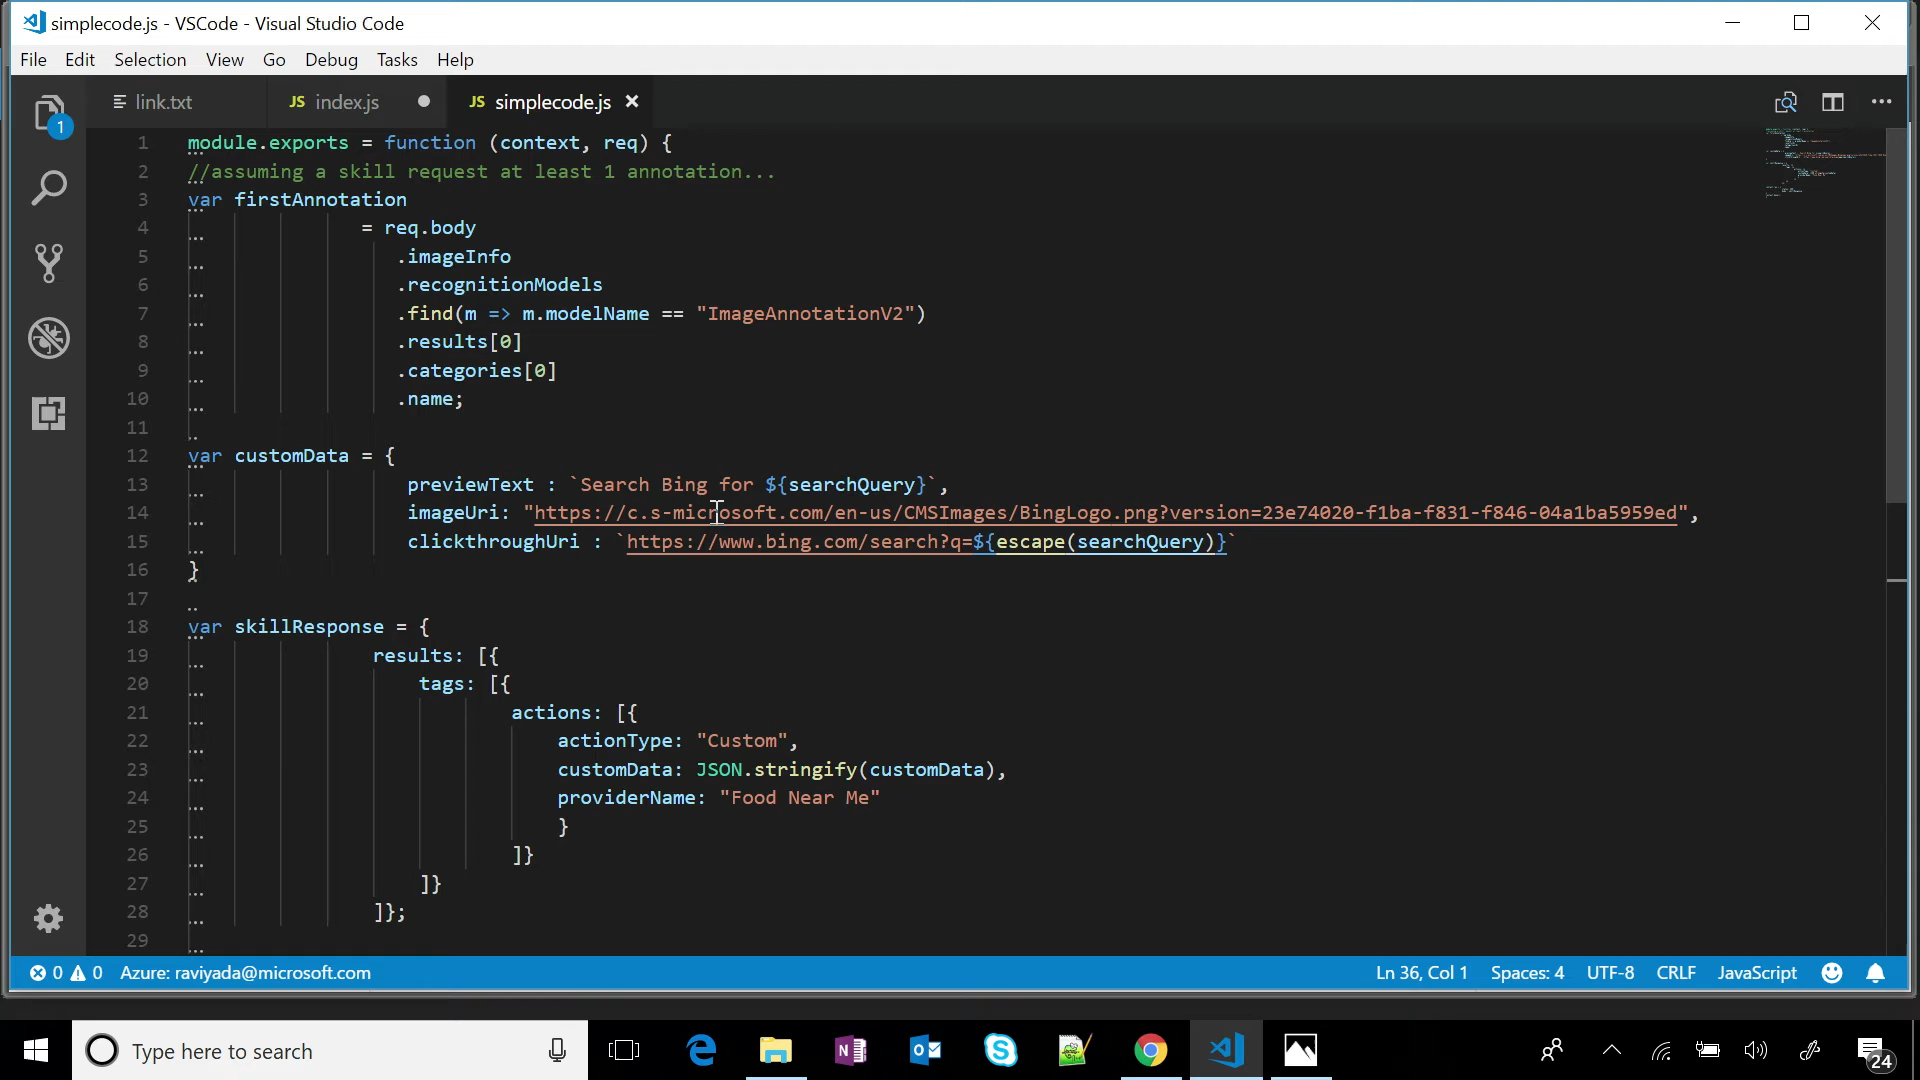 simplecode.js - VSCode - Visual Studio Code
File Edit Selection View Go Debug Tasks Help
link.txt JS index.js JS simplecode.js
1
1 module.exports = function (context, req) {
2 //assuming a skill request at least 1 annotation...
3 var firstAnnotation
4 = req.body
5 .imageInfo
6 .recognitionModels
7 .find(m => m.modelName == "ImageAnnotationV2")
8 .results[0]
9 .categories[0]
10 .name;
11
12 var customData = {
13 previewText : `Search Bing for ${searchQuery}`,
14 imageUri: "https://c.s-microsoft.com/en-us/CMSImages/BingLogo.png?version=23e74020-f1ba-f831-f846-04a1ba5959ed",
15 clickthroughUri : `https://www.bing.com/search?q=${escape(searchQuery)}`
16 }
17
18 var skillResponse = {
19 results: [{
20 tags: [{
21 actions: [{
22 actionType: "Custom",
23 customData: JSON.stringify(customData),
24 providerName: "Food Near Me"
25 }
26 ]}
27 ]}
28 ]};
29
0 0 Azure: raviyada@microsoft.com Ln 36, Col 1 Spaces: 4 UTF-8 CRLF JavaScript
Type here to search
24